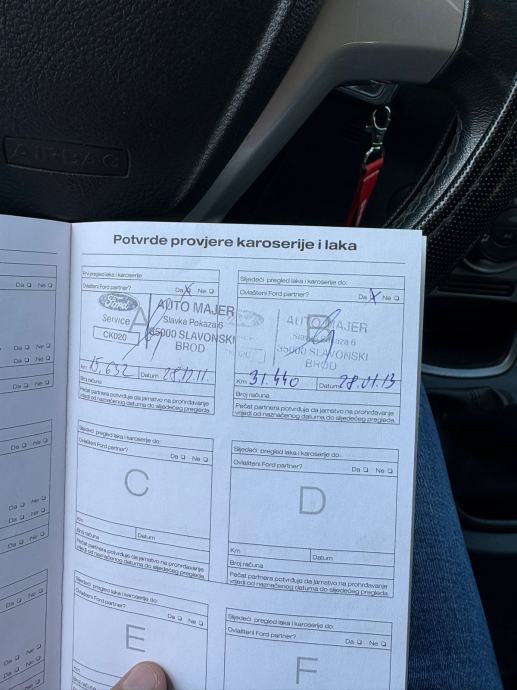 AIRBAG
Potvrde provjere karoserije i laka
Prvi pregled laka i karoserije
Ovlašteni Ford partner?
Da Ne
Ford
Service
CK020
A
AUTO MAJER
Slavka Pokaza 6
35000 SLAVONSKI
BROD
Km 15,632 Datum 28.12.11.
Broj računa
Pečat partnera potvrđuje da jamstvo na prohrđavanje
vrijedi od naznačenog datuma do slijedećeg pregleda.
Slijedeći pregled laka i karoserije do:
Ovlašteni Ford partner?
Da Ne
B
AUTO MAJER
Slavka Pokaza 6
35000 SLAVONSKI
BROD
Km 31.440 Datum 28.01.13
Broj računa
Pečat partnera potvrđuje da jamstvo na prohrđavanje
vrijedi od naznačenog datuma do slijedećeg pregleda.
Slijedeći pregled laka i karoserije do:
Ovlašteni Ford partner?
Da Ne
C
Km Datum
Broj računa
Pečat partnera potvrđuje da jamstvo na prohrđavanje
vrijedi od naznačenog datuma do slijedećeg pregleda.
Slijedeći pregled laka i karoserije do:
Ovlašteni Ford partner?
Da Ne
D
Km Datum
Broj računa
Pečat partnera potvrđuje da jamstvo na prohrđavanje
vrijedi od naznačenog datuma do slijedećeg pregleda.
Slijedeći pregled laka i karoserije do:
Ovlašteni Ford partner?
Da Ne
E
Slijedeći pregled laka i karoserije do:
Ovlašteni Ford partner?
Da Ne
F